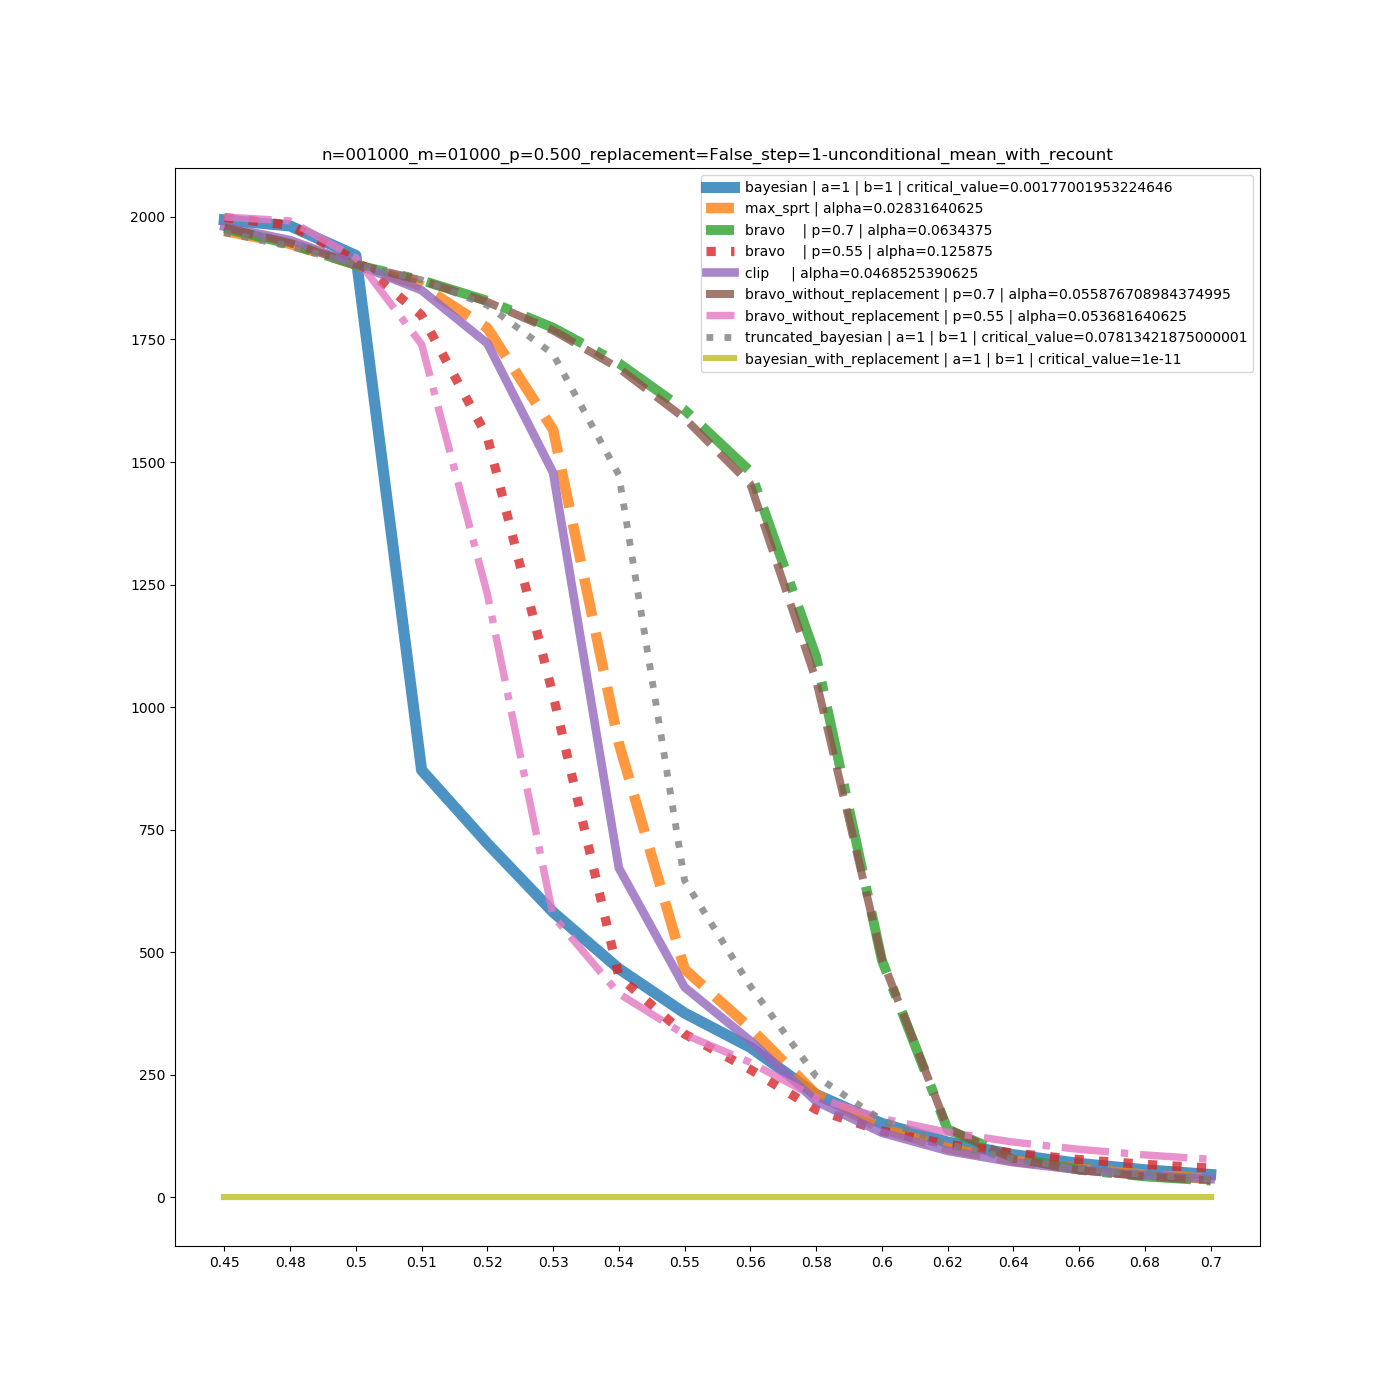 n=001000_m=01000_p=0.500_replacement=False_step=1-unconditional_mean_with_recount
bayesian | a=1 | b=1 | critical_value=0.00177001953224646
max_sprt | alpha=0.02831640625
bravo    | p=0.7 | alpha=0.0634375
bravo    | p=0.55 | alpha=0.125875
clip     | alpha=0.0468525390625
bravo_without_replacement | p=0.7 | alpha=0.055876708984374995
bravo_without_replacement | p=0.55 | alpha=0.053681640625
truncated_bayesian | a=1 | b=1 | critical_value=0.07813421875000001
bayesian_with_replacement | a=1 | b=1 | critical_value=1e-11
2000
1750
1500
1250
1000
750
500
250
0
0.45 0.48 0.5 0.51 0.52 0.53 0.54 0.55 0.56 0.58 0.6 0.62 0.64 0.66 0.68 0.7